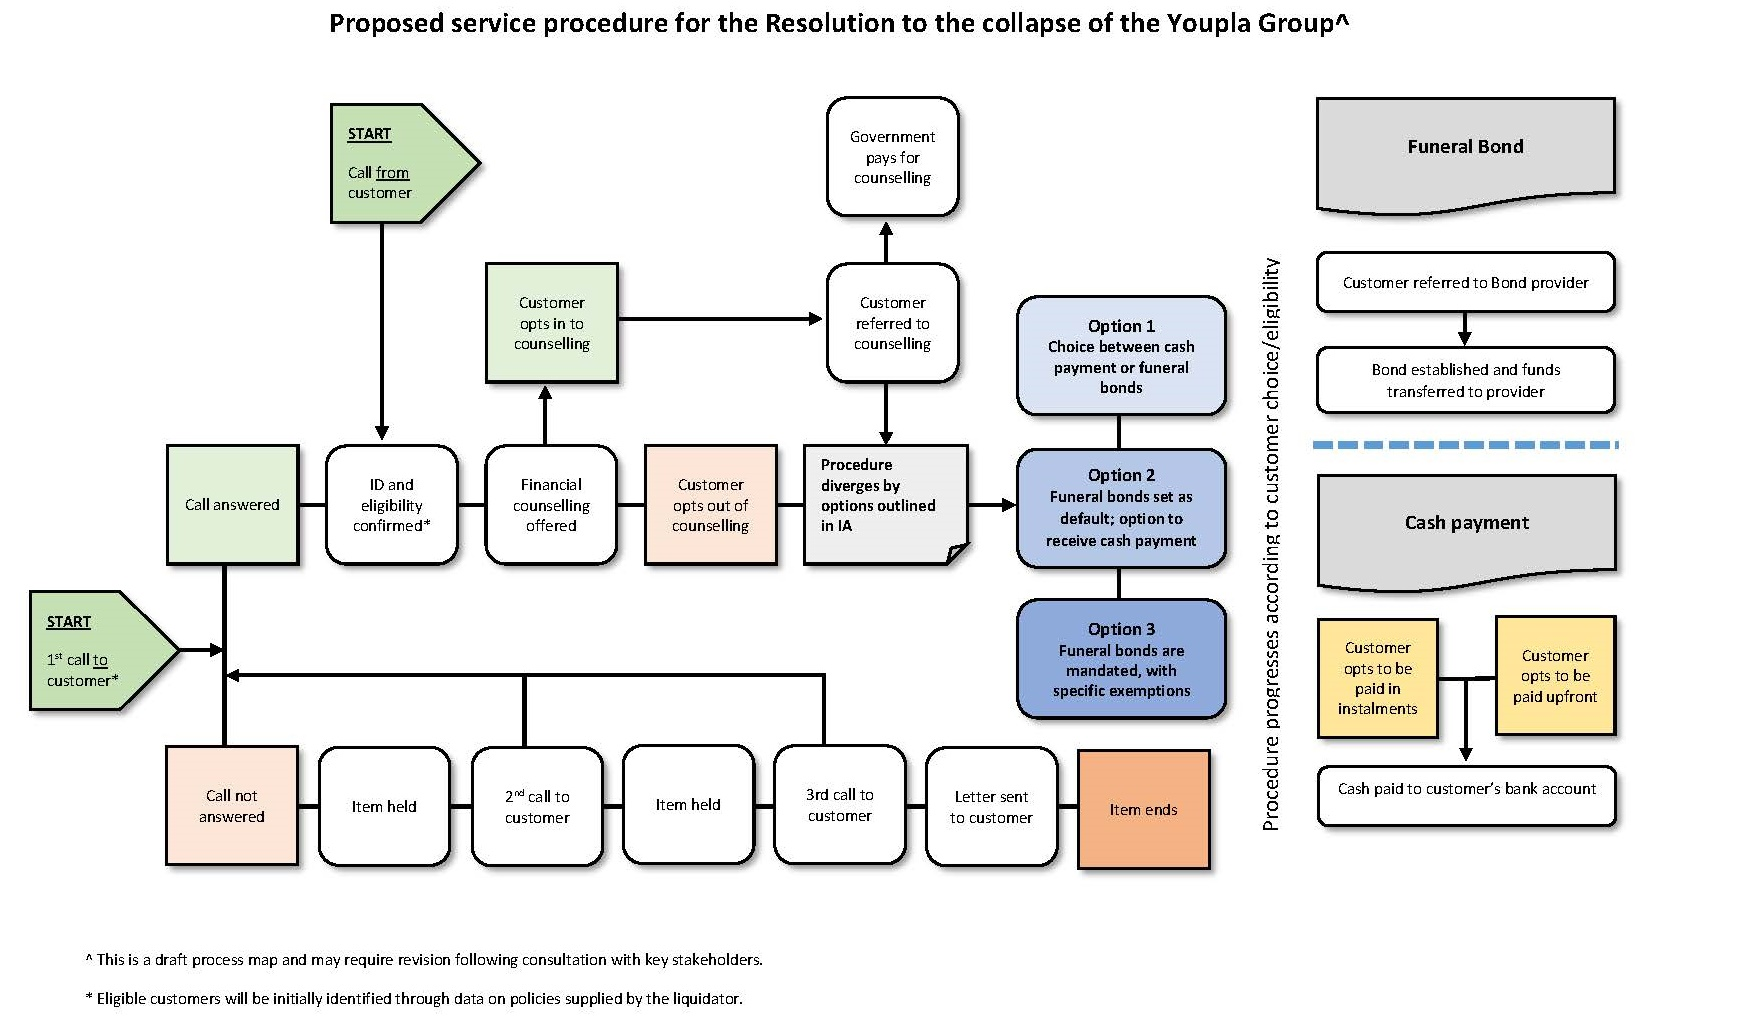 Proposed service procedure for the Resolution to the collapse of the Youpla Group^
START
Call from
customer
Government
pays for
counselling
Customer
opts in to
counselling
Customer
referred to
counselling
Call answered
ID and
eligibility
confirmed*
Financial
counselling
offered
Customer
opts out of
counselling
Procedure
diverges by
options outlined
in IA
Option 1
Choice between cash
payment or funeral
bonds
Option 2
Funeral bonds set as
default; option to
receive cash payment
Option 3
Funeral bonds are
mandated, with
specific exemptions
START
1st call to
customer*
Call not
answered
Item held
2nd call to
customer
Item held
3rd call to
customer
Letter sent
to customer
Item ends
Procedure progresses according to customer choice/eligibility
Funeral Bond
Customer referred to Bond provider
Bond established and funds
transferred to provider
Cash payment
Customer
opts to be
paid in
instalments
Customer
opts to be
paid upfront
Cash paid to customer’s bank account
^ This is a draft process map and may require revision following consultation with key stakeholders.
* Eligible customers will be initially identified through data on policies supplied by the liquidator.